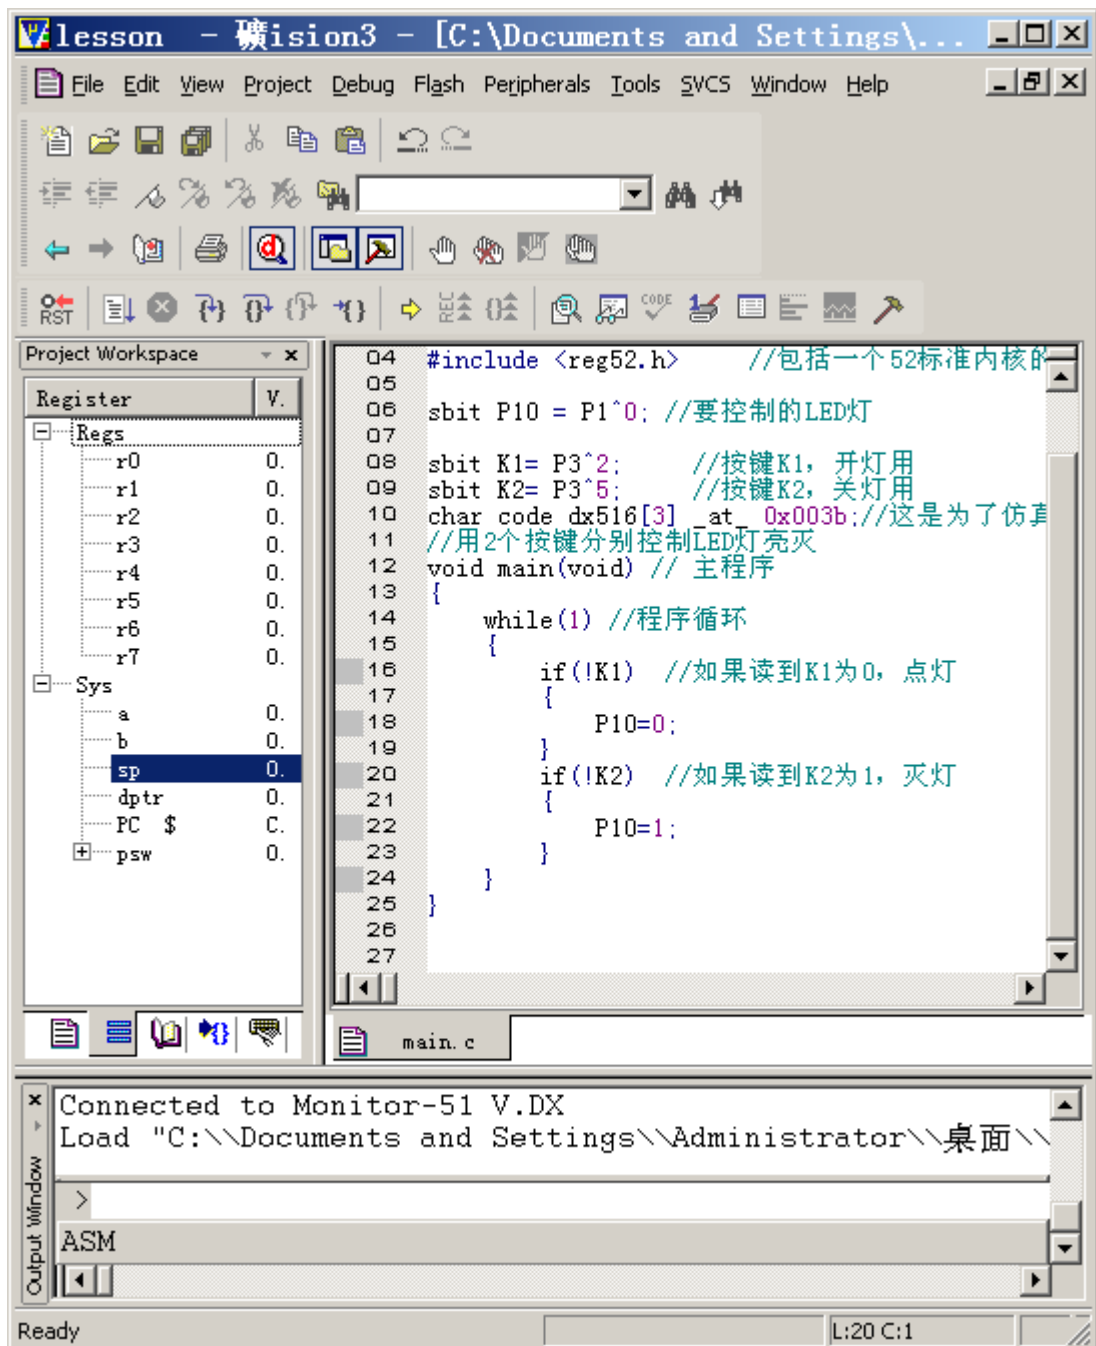 lesson - 礦ision3 - [C:\Documents and Settings\...
File Edit View Project Debug Flash Peripherals Tools SVCS Window Help
RST
REC
CODE
Project Workspace
Register V.
Regs
r0 0.
r1 0.
r2 0.
r3 0.
r4 0.
r5 0.
r6 0.
r7 0.
Sys
a 0.
b 0.
sp 0.
dptr 0.
PC $ C.
psw 0.
04 #include <reg52.h> //包括一个52标准内核的
05
06 sbit P10 = P1^0; //要控制的LED灯
07
08 sbit K1= P3^2; //按键K1，开灯用
09 sbit K2= P3^5; //按键K2，关灯用
10 char code dx516[3] _at_ 0x003b;//这是为了仿真
11 //用2个按键分别控制LED灯亮灭
12 void main(void) // 主程序
13 {
14 while(1) //程序循环
15 {
16 if(!K1) //如果读到K1为0，点灯
17 {
18 P10=0;
19 }
20 if(!K2) //如果读到K2为1，灭灯
21 {
22 P10=1;
23 }
24 }
25 }
26
27
main.c
Connected to Monitor-51 V.DX
Load "C:\\Documents and Settings\\Administrator\\桌面\\
>
ASM
Output Window
Ready L:20 C:1